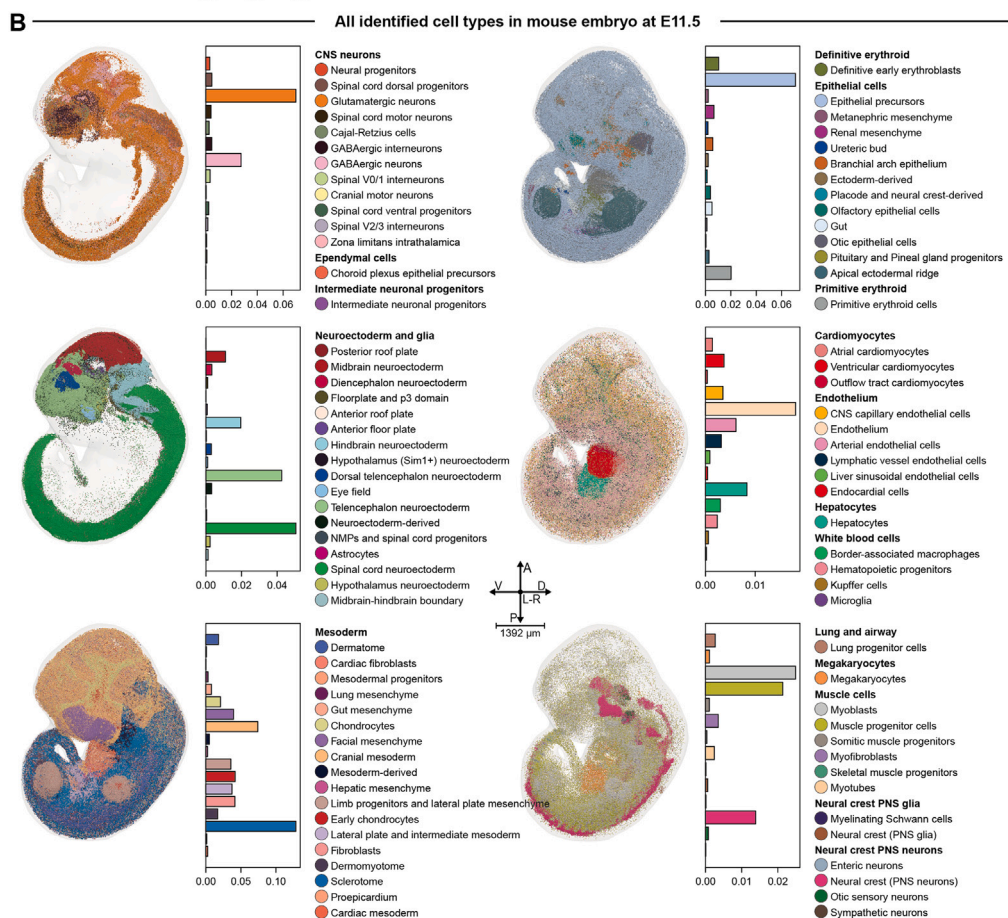 B
All identified cell types in mouse embryo at E11.5
CNS neurons
Neural progenitors
Spinal cord dorsal progenitors
Glutamatergic neurons
Spinal cord motor neurons
Cajal-Retzius cells
GABAergic interneurons
GABAergic neurons
Spinal V0/1 interneurons
Cranial motor neurons
Spinal cord ventral progenitors
Spinal V2/3 interneurons
Zona limitans intrathalamica
Ependymal cells
Choroid plexus epithelial precursors
Intermediate neuronal progenitors
Intermediate neuronal progenitors
0.00 0.02 0.04 0.06
Definitive erythroid
Definitive early erythroblasts
Epithelial cells
Epithelial precursors
Metanephric mesenchyme
Renal mesenchyme
Ureteric bud
Branchial arch epithelium
Ectoderm-derived
Placode and neural crest-derived
Olfactory epithelial cells
Gut
Otic epithelial cells
Pituitary and Pineal gland progenitors
Apical ectodermal ridge
Primitive erythroid
Primitive erythroid cells
0.00 0.02 0.04 0.06
Neuroectoderm and glia
Posterior roof plate
Midbrain neuroectoderm
Diencephalon neuroectoderm
Floorplate and p3 domain
Anterior roof plate
Anterior floor plate
Hindbrain neuroectoderm
Hypothalamus (Sim1+) neuroectoderm
Dorsal telencephalon neuroectoderm
Eye field
Telencephalon neuroectoderm
Neuroectoderm-derived
NMPs and spinal cord progenitors
Astrocytes
Spinal cord neuroectoderm
Hypothalamus neuroectoderm
Midbrain-hindbrain boundary
0.00 0.02 0.04
Cardiomyocytes
Atrial cardiomyocytes
Ventricular cardiomyocytes
Outflow tract cardiomyocytes
Endothelium
CNS capillary endothelial cells
Endothelium
Arterial endothelial cells
Lymphatic vessel endothelial cells
Liver sinusoidal endothelial cells
Endocardial cells
Hepatocytes
Hepatocytes
White blood cells
Border-associated macrophages
Hematopoietic progenitors
Kupffer cells
Microglia
0.00 0.01
A
V D
L-R
P
1392 µm
Mesoderm
Dermatome
Cardiac fibroblasts
Mesodermal progenitors
Lung mesenchyme
Gut mesenchyme
Chondrocytes
Facial mesenchyme
Cranial mesoderm
Mesoderm-derived
Hepatic mesenchyme
Limb progenitors and lateral plate mesenchyme
Early chondrocytes
Lateral plate and intermediate mesoderm
Fibroblasts
Dermomyotome
Sclerotome
Proepicardium
Cardiac mesoderm
0.00 0.05 0.10
Lung and airway
Lung progenitor cells
Megakaryocytes
Megakaryocytes
Muscle cells
Myoblasts
Muscle progenitor cells
Somitic muscle progenitors
Myofibroblasts
Skeletal muscle progenitors
Myotubes
Neural crest PNS glia
Myelinating Schwann cells
Neural crest (PNS glia)
Neural crest PNS neurons
Enteric neurons
Neural crest (PNS neurons)
Otic sensory neurons
Sympathetic neurons
0.00 0.01 0.02